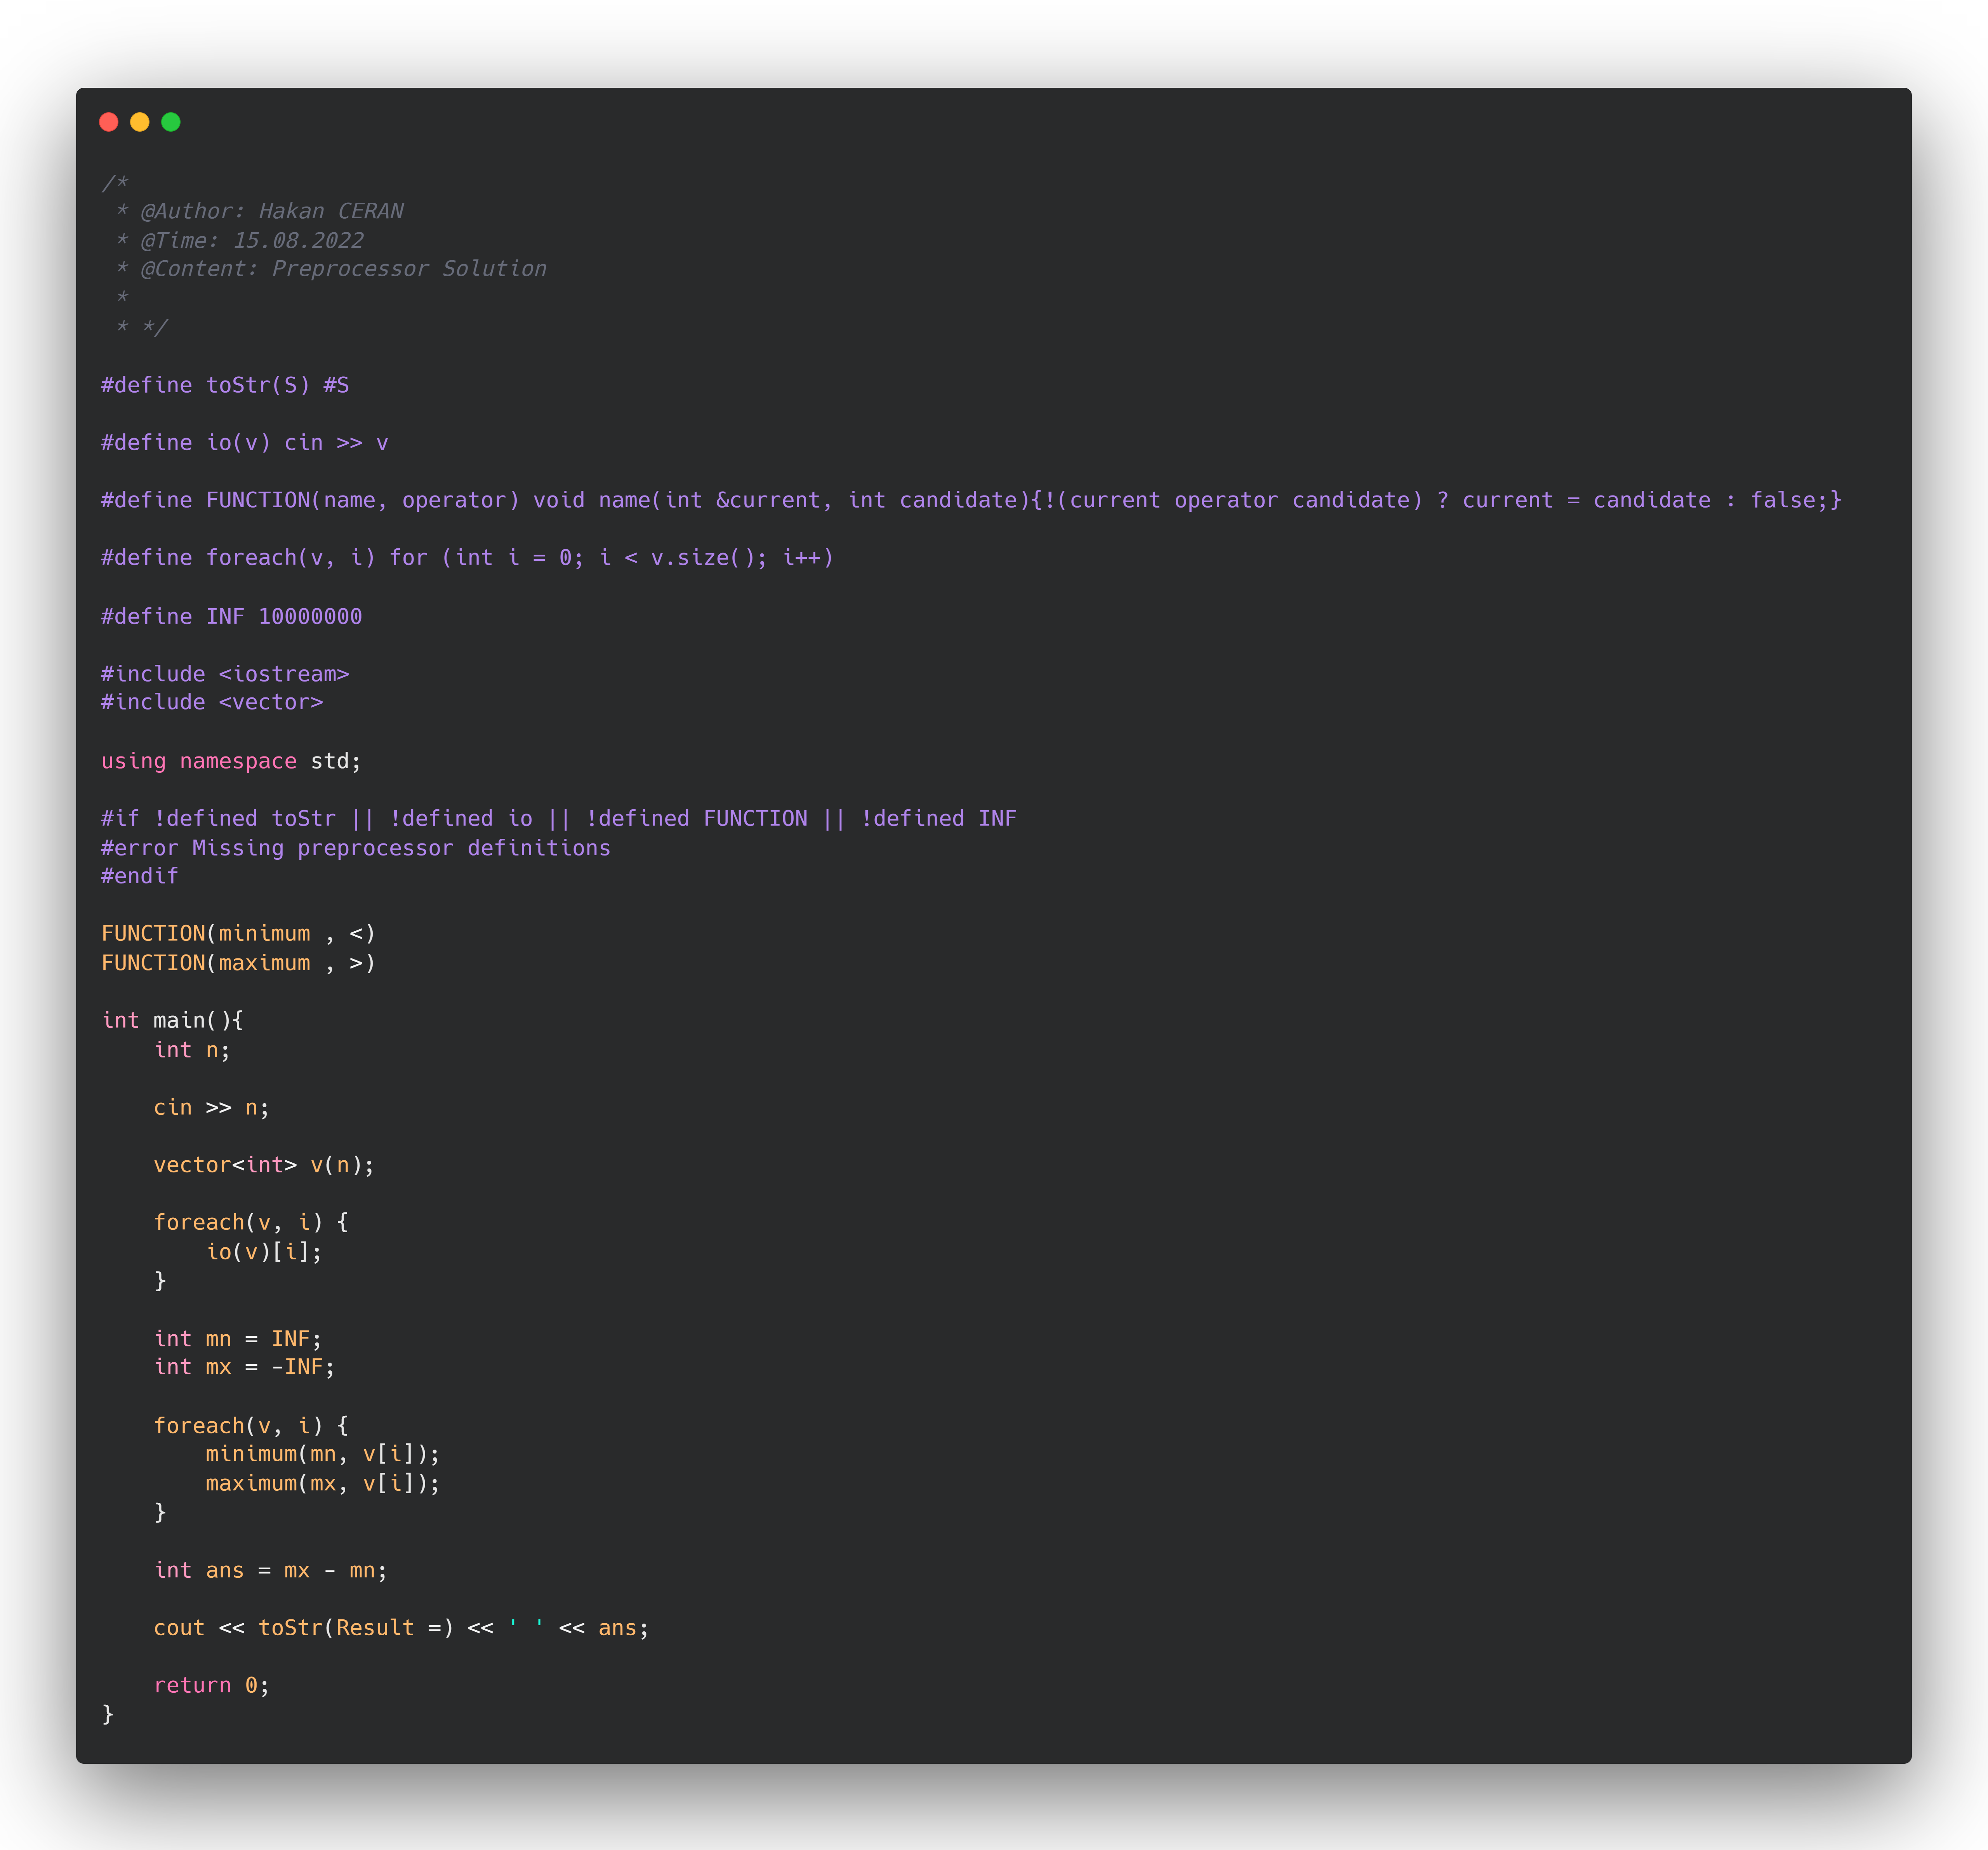 /*
 * @Author: Hakan CERAN
 * @Time: 15.08.2022
 * @Content: Preprocessor Solution
 *
 * */
#define toStr(S) #S
#define io(v) cin >> v
#define FUNCTION(name, operator) void name(int &current, int candidate){!(current operator candidate) ? current = candidate : false;}
#define foreach(v, i) for (int i = 0; i < v.size(); i++)
#define INF 10000000
#include <iostream>
#include <vector>
using namespace std;
#if !defined toStr || !defined io || !defined FUNCTION || !defined INF
#error Missing preprocessor definitions
#endif
FUNCTION(minimum , <)
FUNCTION(maximum , >)
int main(){
    int n;
    cin >> n;
    vector<int> v(n);
    foreach(v, i) {
        io(v)[i];
    }
    int mn = INF;
    int mx = -INF;
    foreach(v, i) {
        minimum(mn, v[i]);
        maximum(mx, v[i]);
    }
    int ans = mx - mn;
    cout << toStr(Result =) << ' ' << ans;
    return 0;
}